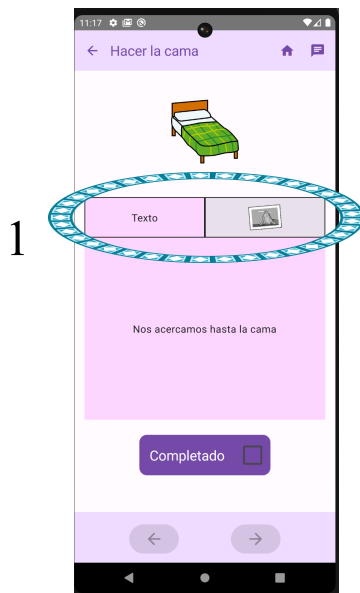 11:17
Hacer la cama
1
Texto
Nos acercamos hasta la cama
Completado